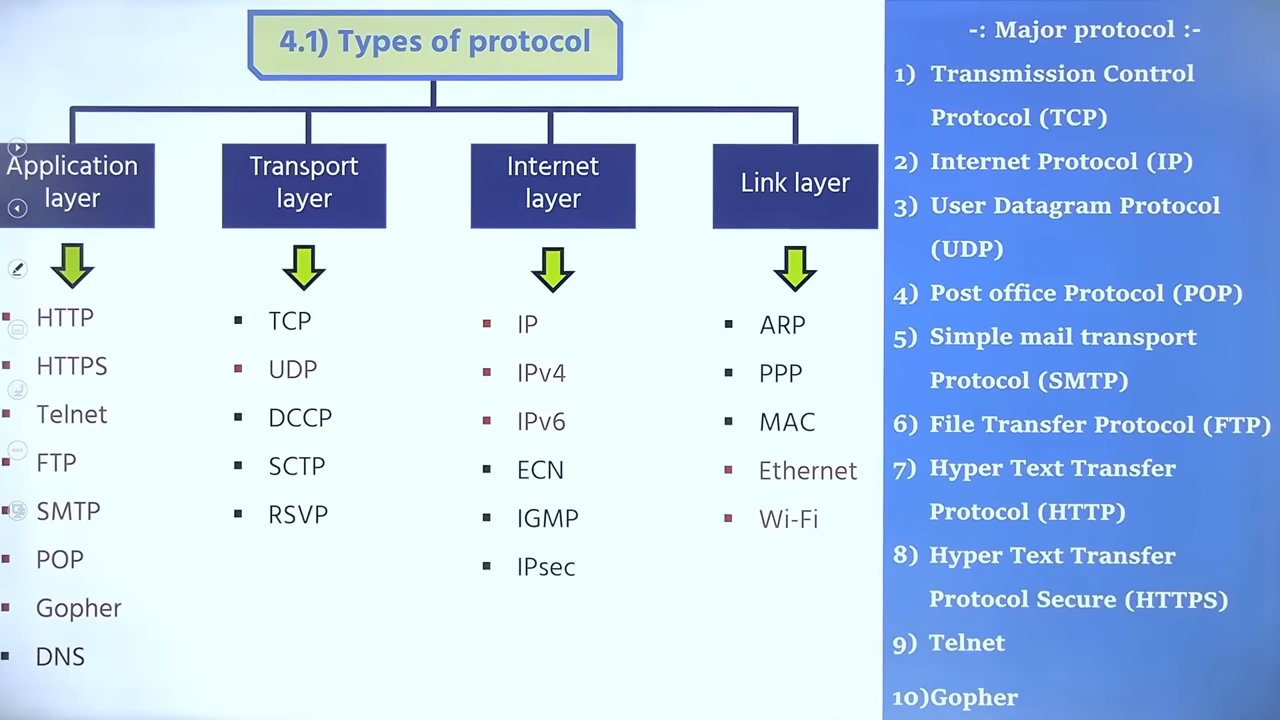 4.1) Types of protocol
Application
layer
HTTP
HTTPS
Telnet
FTP
SMTP
POP
Gopher
DNS
Transport
layer
TCP
UDP
DCCP
SCTP
RSVP
Internet
layer
IP
IPv4
IPv6
ECN
IGMP
IPsec
Link layer
ARP
PPP
MAC
Ethernet
Wi-Fi
-: Major protocol :-
1) Transmission Control
Protocol (TCP)
2) Internet Protocol (IP)
3) User Datagram Protocol
(UDP)
4) Post office Protocol (POP)
5) Simple mail transport
Protocol (SMTP)
6) File Transfer Protocol (FTP)
7) Hyper Text Transfer
Protocol (HTTP)
8) Hyper Text Transfer
Protocol Secure (HTTPS)
9) Telnet
10)Gopher